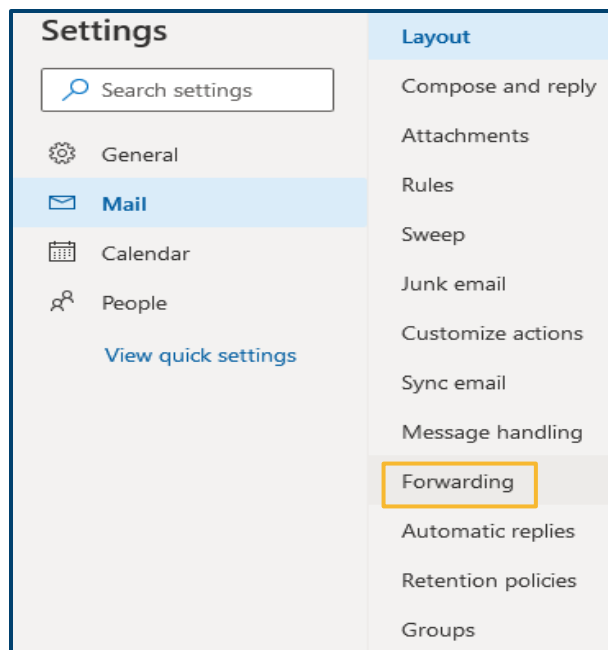 Settings
Search settings
General
Mail
Calendar
People
View quick settings
Layout
Compose and reply
Attachments
Rules
Sweep
Junk email
Customize actions
Sync email
Message handling
Forwarding
Automatic replies
Retention policies
Groups